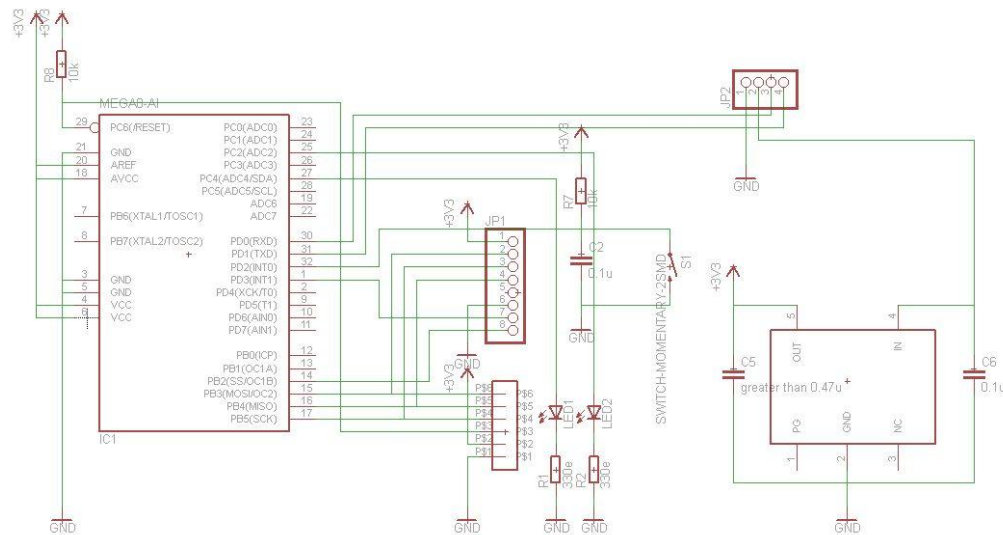 +3V3
+3V3
R8
10k
MEGA8-AI
29
PC6(/RESET)
21
GND
20
AREF
18
AVCC
7
PB6(XTAL1/TOSC1)
8
PB7(XTAL2/TOSC2)
3
GND
5
GND
4
VCC
6
VCC
IC1
PC0(ADC0)
23
PC1(ADC1)
24
PC2(ADC2)
25
PC3(ADC3)
26
PC4(ADC4/SDA)
27
PC5(ADC5/SCL)
28
ADC6
19
ADC7
22
PD0(RXD)
30
PD1(TXD)
31
PD2(INT0)
32
PD3(INT1)
1
PD4(XCK/T0)
2
PD5(T1)
9
PD6(AIN0)
10
PD7(AIN1)
11
PB0(ICP)
12
PB1(OC1A)
13
PB2(SS/OC1B)
14
PB3(MOSI/OC2)
15
PB4(MISO)
16
PB5(SCK)
17
GND
+3V3
JP1
1
2
3
4
5
6
7
8
GND
+3V3
P$6
P$5
P$4
P$3
P$2
P$1
P$6
P$5
P$4
P$3
P$2
P$1
GND
+3V3
R7
10k
C2
0.1u
GND
LED1
LED2
R1
330e
R2
330e
GND
GND
S1
SWITCH-MOMENTARY-2SMD
JP2
1
2
3
4
GND
+3V3
C5
greater than 0.47u
5
OUT
4
IN
PG
GND
NC
1
2
3
C6
0.1u
GND